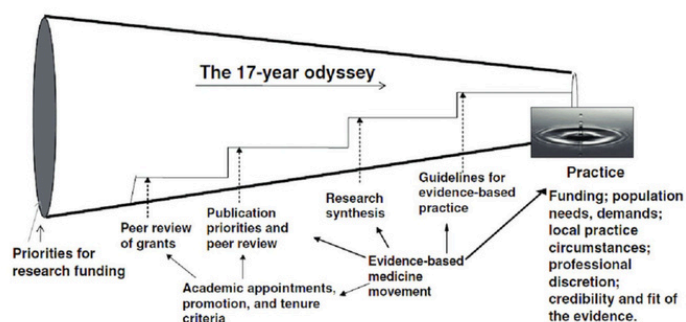 The 17-year odyssey
Priorities for
research funding
Peer review
of grants
Publication
priorities and
peer review
Research
synthesis
Guidelines for
evidence-based
practice
Academic appointments,
promotion, and tenure
criteria
Evidence-based
medicine
movement
Practice
Funding; population
needs, demands;
local practice
circumstances;
professional
discretion;
credibility and fit
of the evidence.